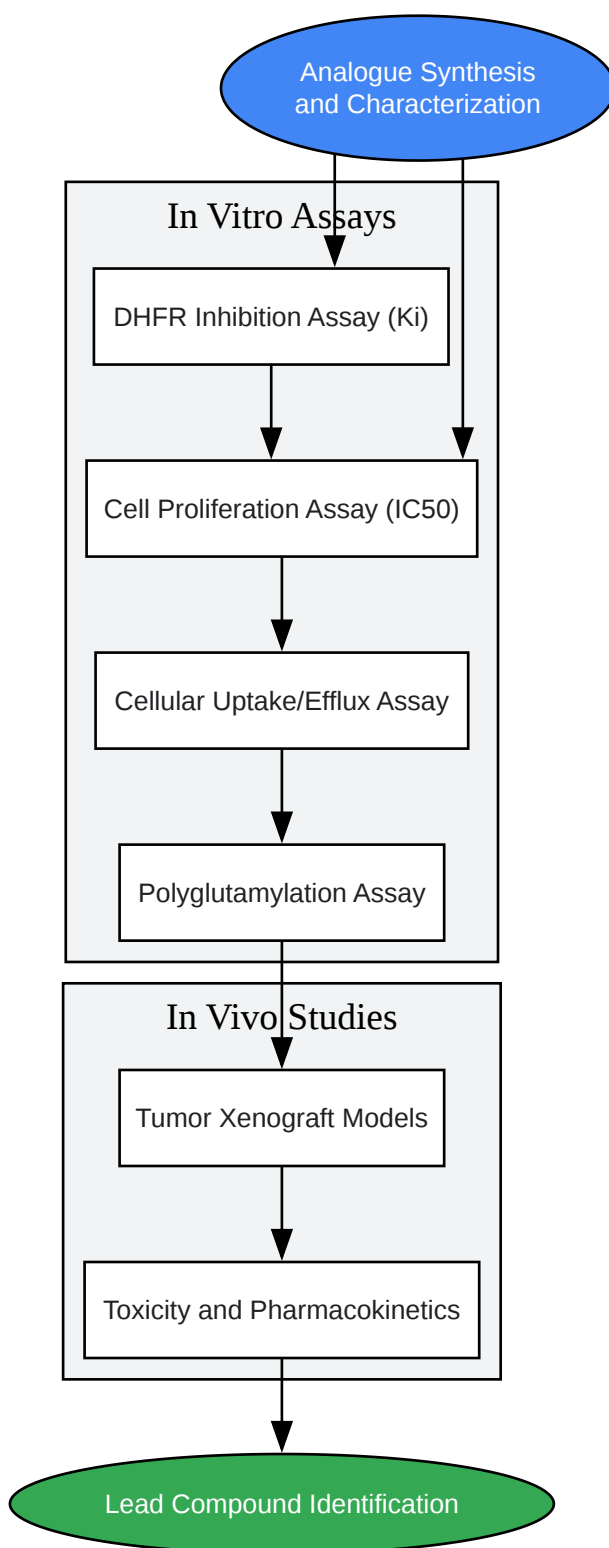 Analogue Synthesis
and Characterization
In Vitro Assays
DHFR Inhibition Assay (Ki)
Cell Proliferation Assay (IC50)
Cellular Uptake/Efflux Assay
Polyglutamylation Assay
In Vivo Studies
Tumor Xenograft Models
Toxicity and Pharmacokinetics
Lead Compound Identification